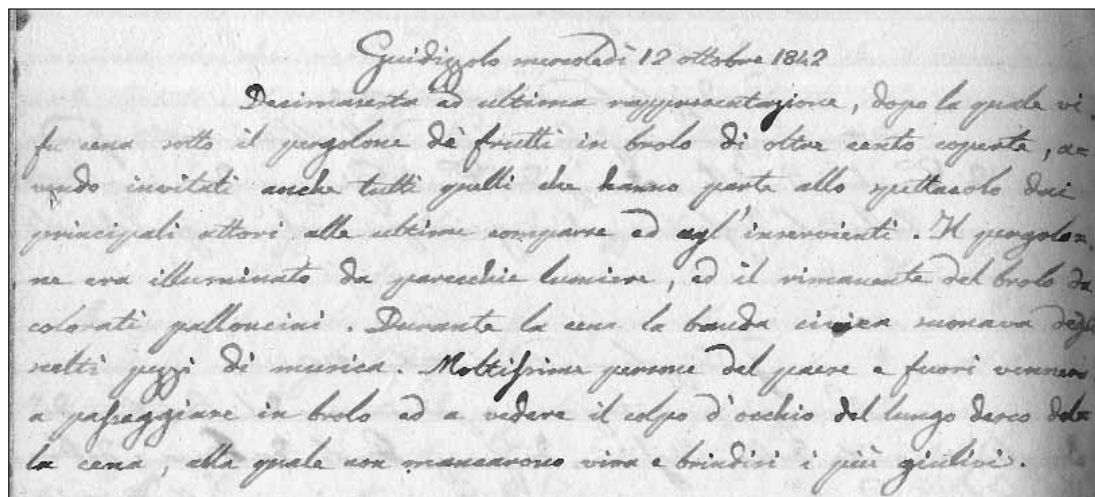 Guidizzolo mercoledì 12 ottobre 1842
Decimasesta ed ultima rappresentazione, dopo la quale vi
fu cena sotto il pergolone de' frutti in brolo di oltre cento coperte, a=
vendo invitati anche tutti quelli che hanno parte allo spettacolo dai
principali attori alle ultime comparse ed agl' inservienti. Il pergolo=
ne era illuminato da parecchie lumiere, ed il rimanente del brolo da
colorati palloncini. Durante la cena la banda civica suonava degli
scelti pezzi di musica. Moltissime persone del paese e fuori vennero
a passeggiare in brolo ed a vedere il colpo d'occhio del lungo desco del=
la cena, alla quale non mancarono viva e brindisi i più giulivi.